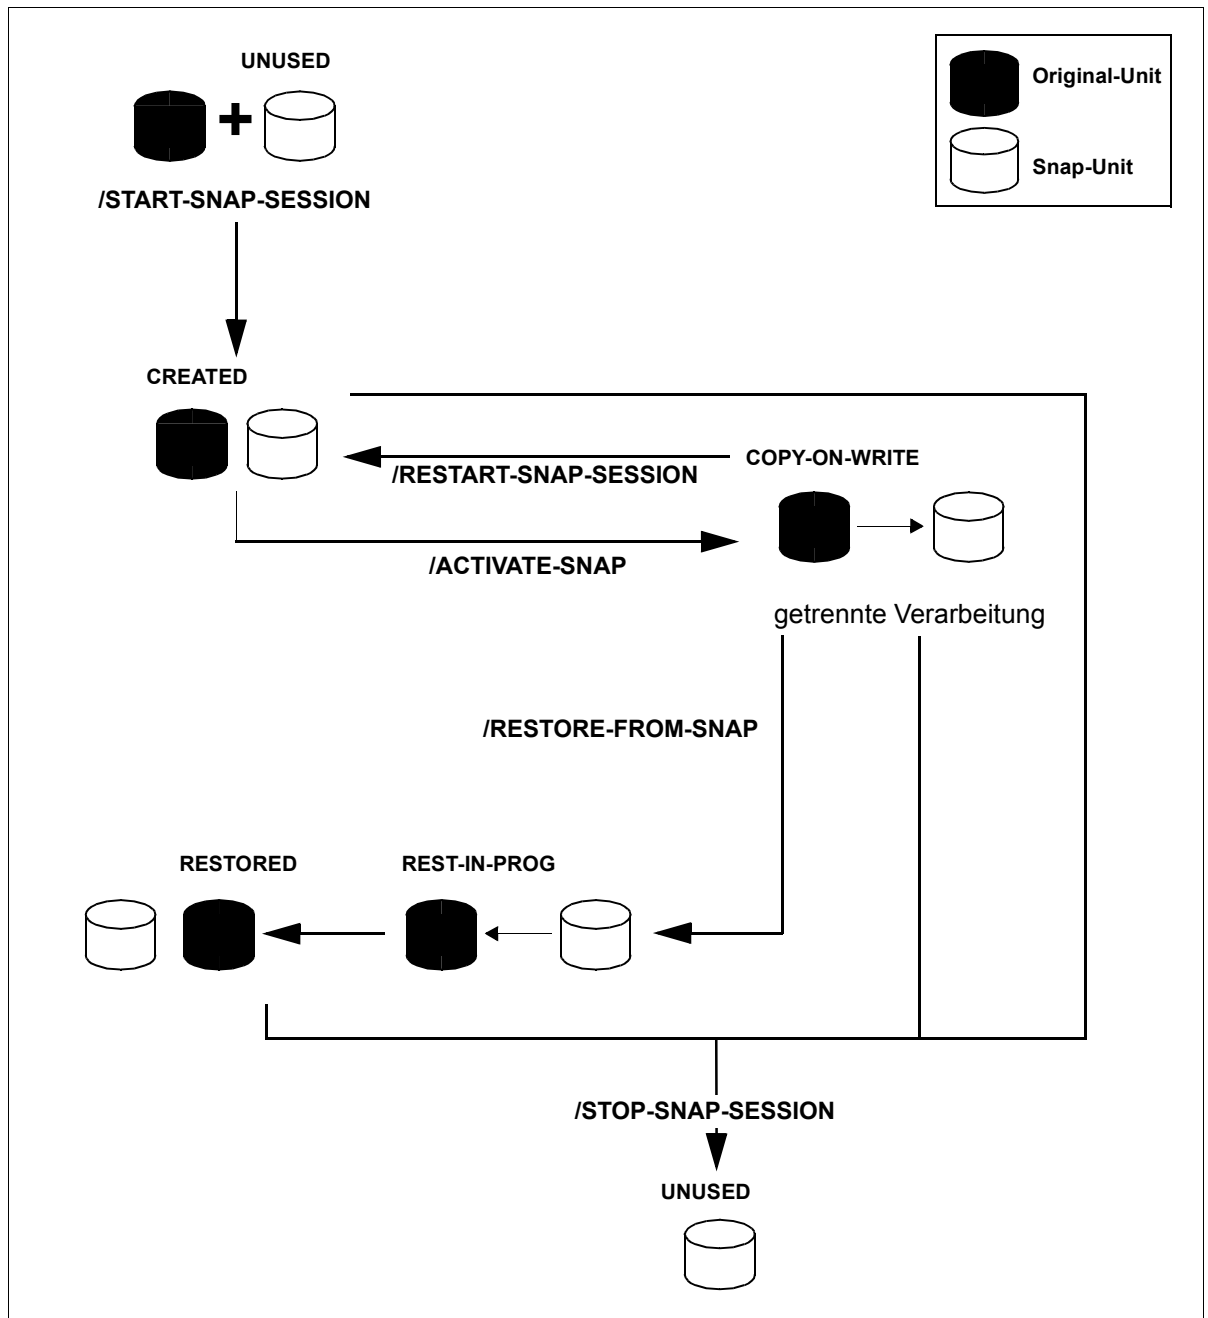 UNUSED
Original-Unit
Snap-Unit
+
/START-SNAP-SESSION
CREATED
COPY-ON-WRITE
/RESTART-SNAP-SESSION
/ACTIVATE-SNAP
getrennte Verarbeitung
/RESTORE-FROM-SNAP
RESTORED
REST-IN-PROG
/STOP-SNAP-SESSION
UNUSED